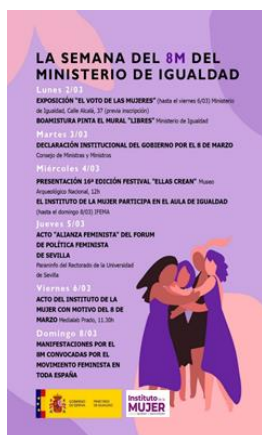 LA SEMANA DEL 8M DEL
MINISTERIO DE IGUALDAD
Lunes 2/03
EXPOSICIÓN "EL VOTO DE LAS MUJERES" (hasta el viernes 6/03) Ministerio
de Igualdad, Calle Alcalá, 37 (previa inscripción)
BOAMISTURA PINTA EL MURAL "LIBRES" Ministerio de Igualdad
Martes 3/03
DECLARACIÓN INSTITUCIONAL DEL GOBIERNO POR EL 8 DE MARZO
Consejo de Ministras y Ministros
Miércoles 4/03
PRESENTACIÓN 16ª EDICIÓN FESTIVAL "ELLAS CREAN" Museo
Arqueológico Nacional, 12h
EL INSTITUTO DE LA MUJER PARTICIPA EN EL AULA DE IGUALDAD
(hasta el domingo 8/03) IFEMA
Jueves 5/03
ACTO "ALIANZA FEMINISTA" DEL FORUM
DE POLÍTICA FEMINISTA
DE SEVILLA
Paraninfo del Rectorado de la Universidad
de Sevilla
Viernes 6/03
ACTO DEL INSTITUTO DE LA
MUJER CON MOTIVO DEL 8 DE
MARZO Medialab Prado, 11.30h
Domingo 8/03
MANIFESTACIONES POR EL
8M CONVOCADAS POR EL
MOVIMIENTO FEMINISTA EN
TODA ESPAÑA
GOBIERNO
DE ESPAÑA
MINISTERIO
DE IGUALDAD
Instituto de la
MUJER